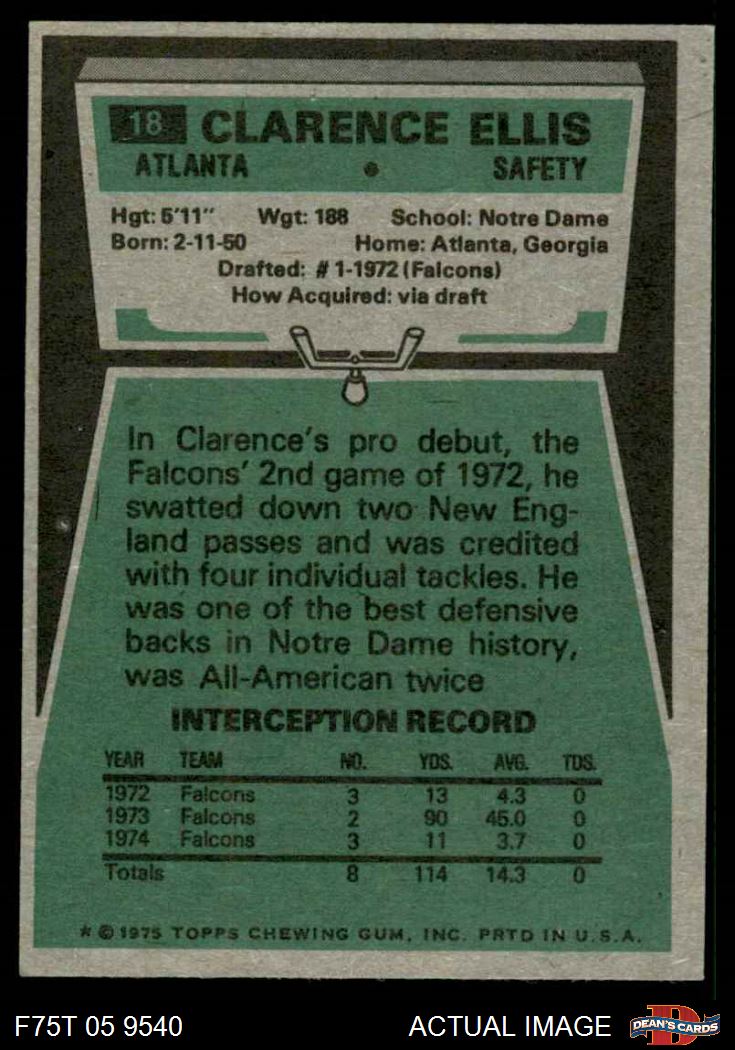 18 CLARENCE ELLIS
ATLANTA • SAFETY
Hgt: 5'11" Wgt: 188 School: Notre Dame
Born: 2-11-50 Home: Atlanta, Georgia
Drafted: #1-1972 (Falcons)
How Acquired: via draft
In Clarence's pro debut, the
Falcons' 2nd game of 1972, he
swatted down two New Eng-
land passes and was credited
with four individual tackles. He
was one of the best defensive
backs in Notre Dame history,
was All-American twice
INTERCEPTION RECORD
YEAR TEAM NO. YDS. AVG. TDS.
1972 Falcons 3 13 4.3 0
1973 Falcons 2 90 45.0 0
1974 Falcons 3 11 3.7 0
Totals 8 114 14.3 0
* © 1975 TOPPS CHEWING GUM, INC. PRTD IN U.S.A.
F75T 05 9540 ACTUAL IMAGE D DEAN'S CARDS